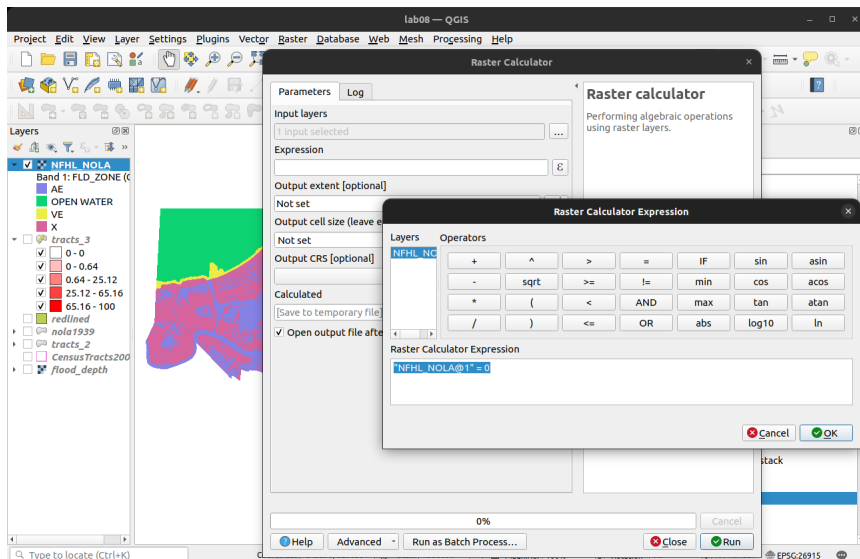 lab08 — QGIS
Project Edit View Layer Settings Plugins Vector Raster Database Web Mesh Processing Help
Raster Calculator
Parameters Log
Input layers
1 input selected
...
Expression
ε
Output extent [optional]
Not set
Output cell size (leave e
Not set
Output CRS [optional]
Calculated
[Save to temporary file]
Open output file afte
0%
Cancel
Help Advanced Run as Batch Process... Close Run
Raster calculator
Performing algebraic operations
using raster layers.
Layers
NFHL_NOLA
Band 1: FLD_ZONE (
AE
OPEN WATER
VE
X
tracts_3
0 - 0
0 - 0.64
0.64 - 25.12
25.12 - 65.16
65.16 - 100
redlined
nola1939
tracts_2
CensusTracts200
flood_depth
Raster Calculator Expression
Layers Operators
NFHL_NO
+ ^ > = IF sin asin
- sqrt >= != min cos acos
* ( < AND max tan atan
/ ) <= OR abs log10 ln
Raster Calculator Expression
"NFHL_NOLA@1" = 0
Cancel OK
stack
Type to locate (Ctrl+K)
EPSG:26915